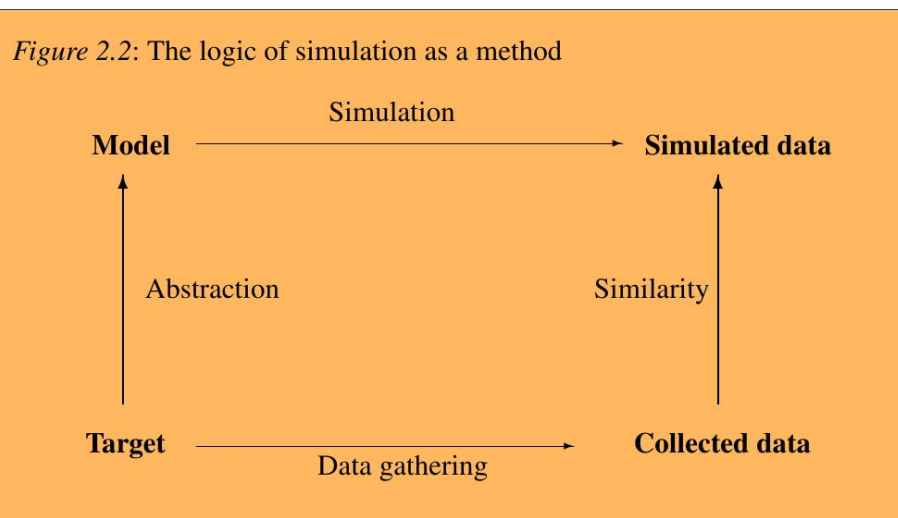 Figure 2.2: The logic of simulation as a method
Simulation
Model
Simulated data
Abstraction
Similarity
Target
Collected data
Data gathering